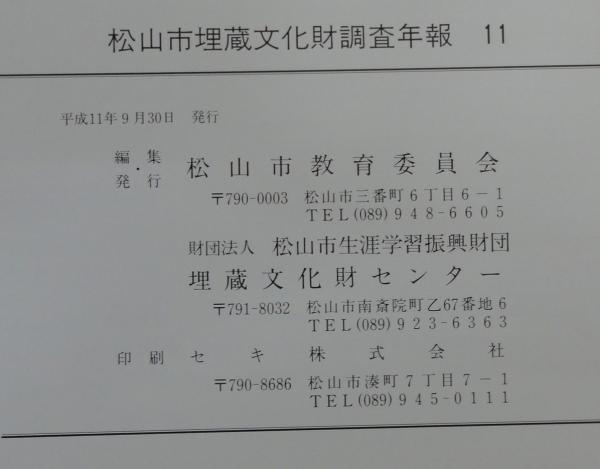 松山市埋蔵文化財調査年報　11
平成11年9月30日　発行
編集・発行　松山市教育委員会
〒790-0003　松山市三番町6丁目6－1
TEL(089)948-6605
財団法人　松山市生涯学習振興財団
埋蔵文化財センター
〒791-8032　松山市南斎院町乙67番地6
TEL(089)923-6363
印刷　セキ株式会社
〒790-8686　松山市湊町7丁目7－1
TEL(089)945-0111